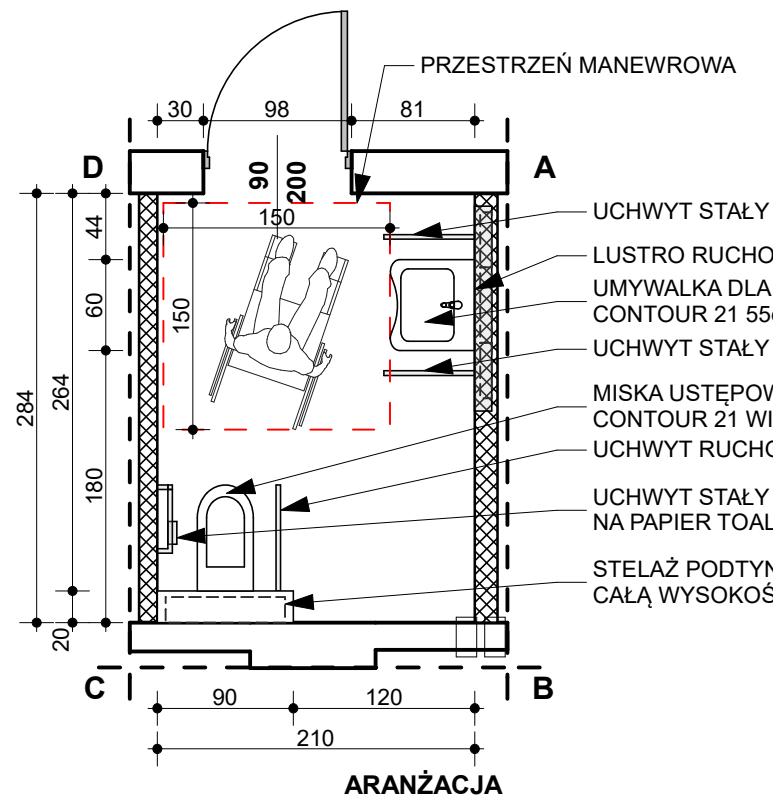 PRZESTRZEŃ MANEWROWA
30
98
81
D
A
90
200
150
150
44
60
180
264
284
20
UCHWYT STAŁY
LUSTRO RUCHO
UMYWALKA DLA
CONTOUR 21 55
UCHWYT STAŁY
MISKA USTĘPOW
CONTOUR 21 WI
UCHWYT RUCHO
UCHWYT STAŁY
NA PAPIER TOAL
STELAŻ PODTYN
CAŁĄ WYSOKOŚ
C
B
90
120
210
ARANŻACJA